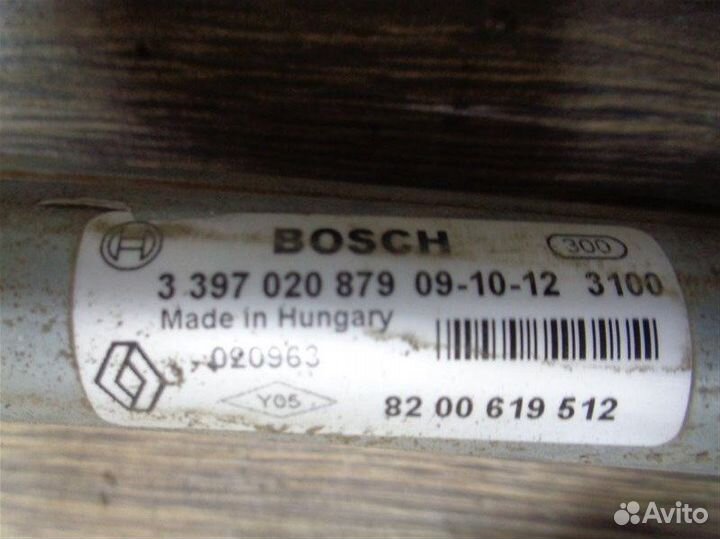 BOSCH 300
3 397 020 879 09-10-12 3100
Made in Hungary
020963
Y05
82 00 619 512
Avito